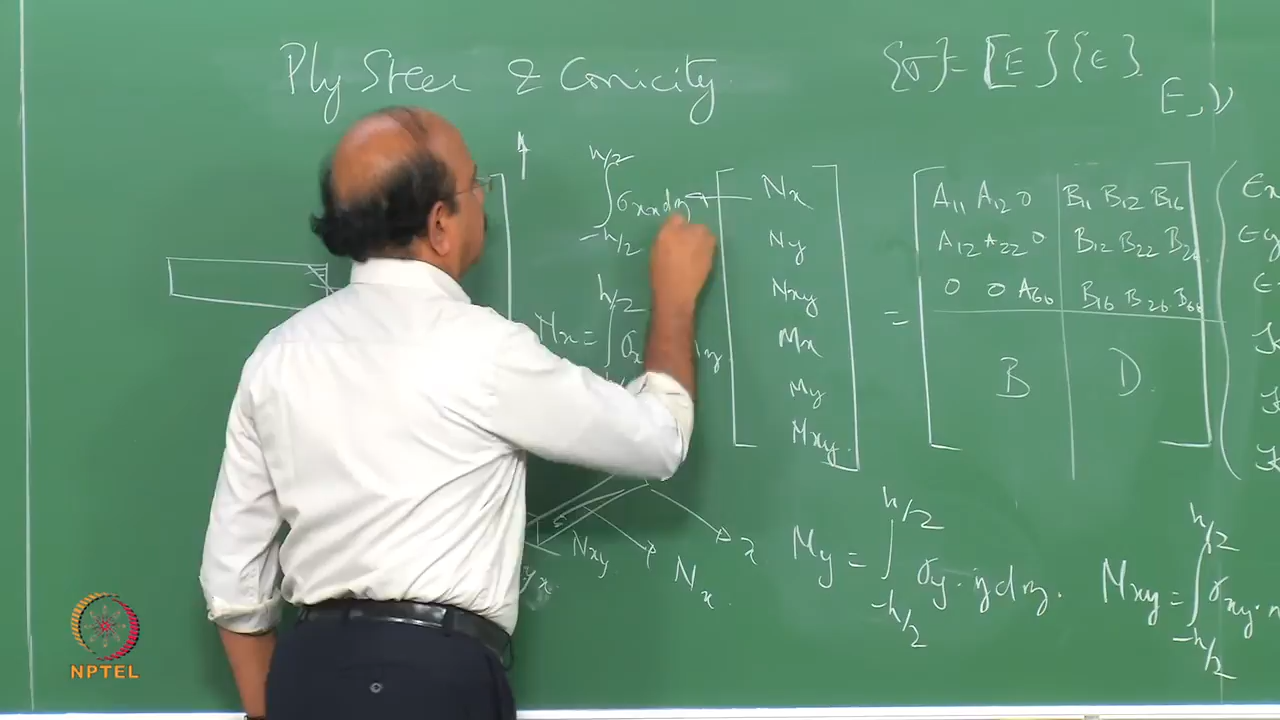 Ply Steer & Conicity.
{σ} = [E]{ϵ}
E, ν
h/2
∫ σxx dz
-h/2
Nx
Ny
Nxy
Mx
My
Mxy.
=
A11 A12 0 B11 B12 B16
A12 A22 0 B12 B22 B26
0 0 A66 B16 B26 B66
B D.
h/2
Mx = ∫
Nxy
Nx.
h/2
My = ∫ σy. z dz.
-h/2
h/2
Mxy = ∫ σxy.
-h/2
NPTEL